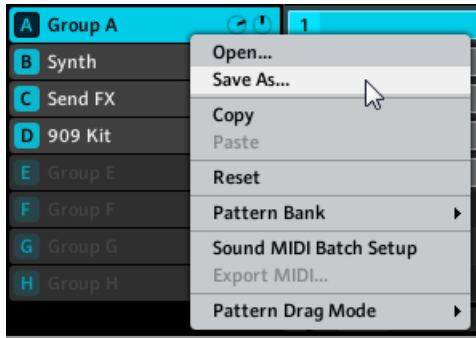 A Group A
1
B Synth
C Send FX
D 909 Kit
E Group E
F Group F
G Group G
H Group H
Open...
Save As...
Copy
Paste
Reset
Pattern Bank
Sound MIDI Batch Setup
Export MIDI...
Pattern Drag Mode